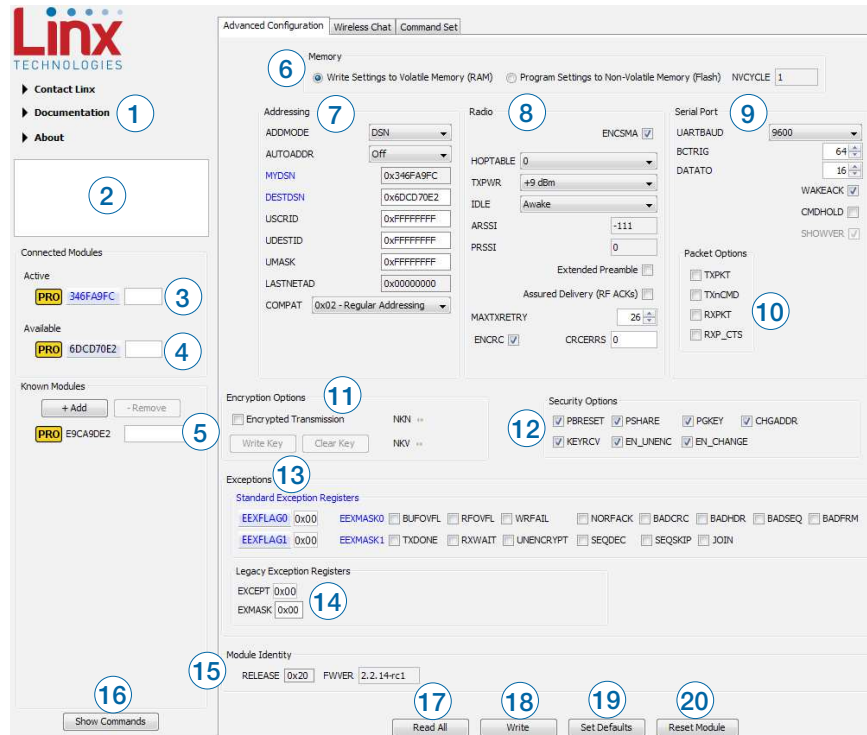 Linx
TECHNOLOGIES
Contact Linx
Documentation
About
1
2
Connected Modules
Active
PRO 346FA9FC
3
Available
PRO 6DCD70E2
4
Known Modules
+ Add - Remove
PRO E9CA9DE2
5
16
Show Commands
Advanced Configuration Wireless Chat Command Set
Memory
6
Write Settings to Volatile Memory (RAM) Program Settings to Non-Volatile Memory (Flash) NVCYCLE 1
Addressing 7
ADDMODE DSN
AUTOADDR Off
MYDSN 0x346FA9FC
DESTDSN 0x6DCD70E2
USCRID 0xFFFFFFFF
UDESTID 0xFFFFFFFF
UMASK 0xFFFFFFFF
LASTNETAD 0x00000000
COMPAT 0x02 - Regular Addressing
Radio 8
ENCSMA
HOPTABLE 0
TXPWR +9 dBm
IDLE Awake
ARSSI -111
PRSSI 0
Extended Preamble
Assured Delivery (RF ACKs)
MAXTXRETRY 26
ENCRC CRCERRS 0
Serial Port 9
UARTBAUD 9600
BCTRIG 64
DATATO 16
WAKEACK
CMDHOLD
SHOWVER
Packet Options
TXPKT
TXnCMD
RXPKT
RXP_CTS
10
Encryption Options 11
Encrypted Transmission NKN
Write Key Clear Key NKV
Security Options
12
PBRESET PSHARE PGKEY CHGADDR
KEYRCV EN_UNENC EN_CHANGE
Exceptions 13
Standard Exception Registers
EEXFLAG0 0x00 EEXMASK0 BUFOVFL RFOVFL WRFAIL NORFACK BADCRC BADHDR BADSEQ BADFRM
EEXFLAG1 0x00 EEXMASK1 TXDONE RXWAIT UNENCRYPT SEQDEC SEQSKIP JOIN
Legacy Exception Registers
EXCEPT 0x00
EXMASK 0x00
14
Module Identity
15
RELEASE 0x20 FWVER 2.2.14-rc1
17 18 19 20
Read All Write Set Defaults Reset Module